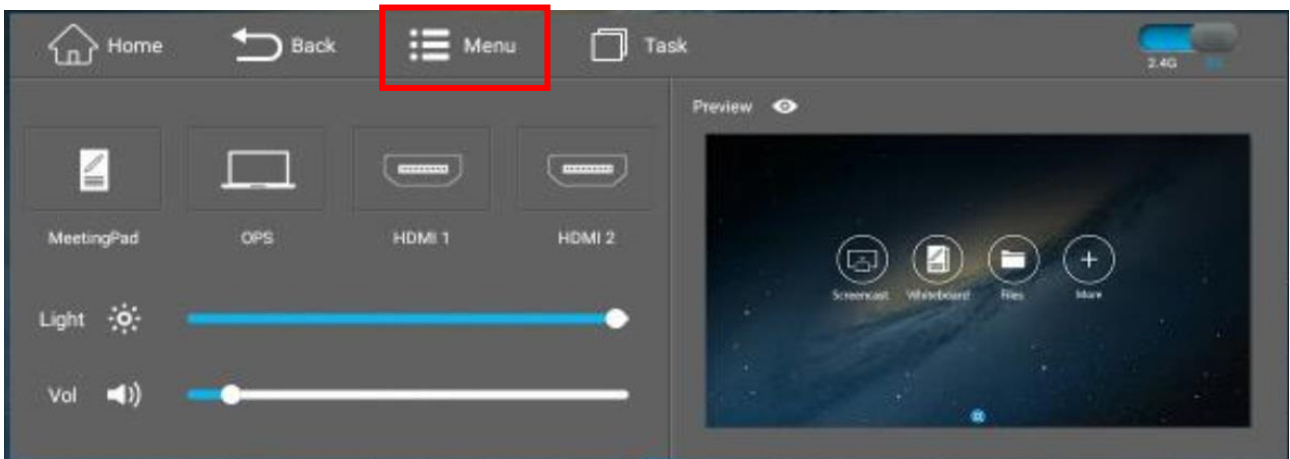 Home Back Menu Task
2.4G
Preview
MeetingPad OPS HDMI 1 HDMI 2
Screencast Whiteboard Files More
Light
Vol